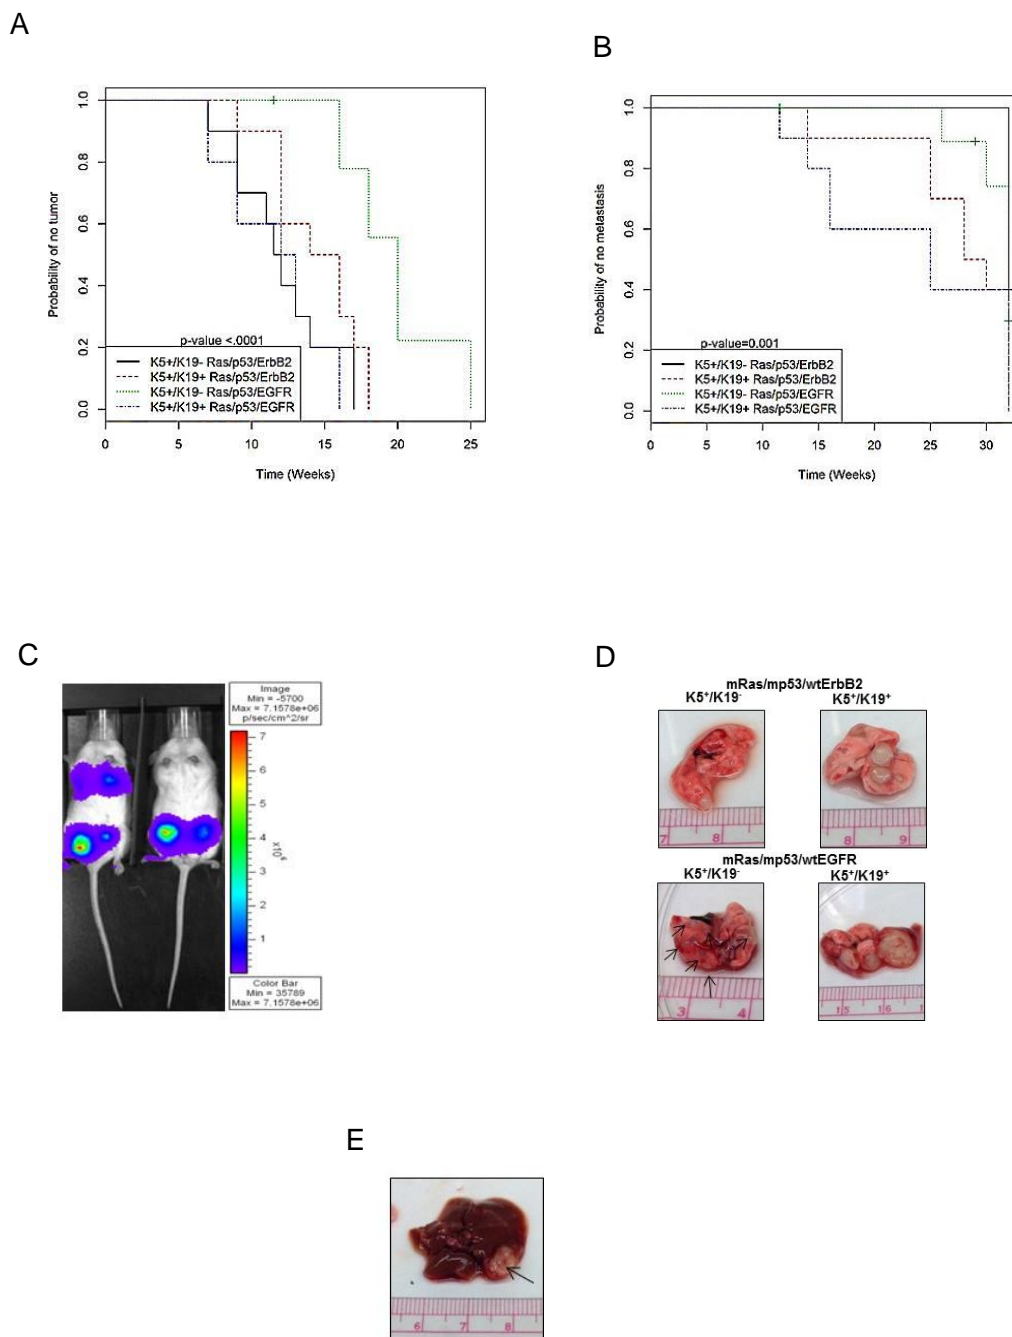 A
Probability of no tumor
1.0
0.8
0.6
0.4
0.2
0.0
p-value <.0001
K5+/K19- Ras/p53/ErbB2
K5+/K19+ Ras/p53/ErbB2
K5+/K19- Ras/p53/EGFR
K5+/K19+ Ras/p53/EGFR
0 5 10 15 20 25
Time (Weeks)
B
Probability of no metastasis
1.0
0.8
0.6
0.4
0.2
0.0
p-value=0.001
K5+/K19- Ras/p53/ErbB2
K5+/K19+ Ras/p53/ErbB2
K5+/K19- Ras/p53/EGFR
K5+/K19+ Ras/p53/EGFR
0 5 10 15 20 25 30
Time (Weeks)
C
Image
Min = -5700
Max = 7.1578e+06
p/sec/cm^2/sr
7
6
5
4
3
2
1
x10^6
Color Bar
Min = 35789
Max = 7.1578e+06
D
mRas/mp53/wtErbB2
K5⁺/K19⁻ K5⁺/K19⁺
7 8
8 9
mRas/mp53/wtEGFR
K5⁺/K19⁻ K5⁺/K19⁺
3 4
15 16 1
E
6 7 8